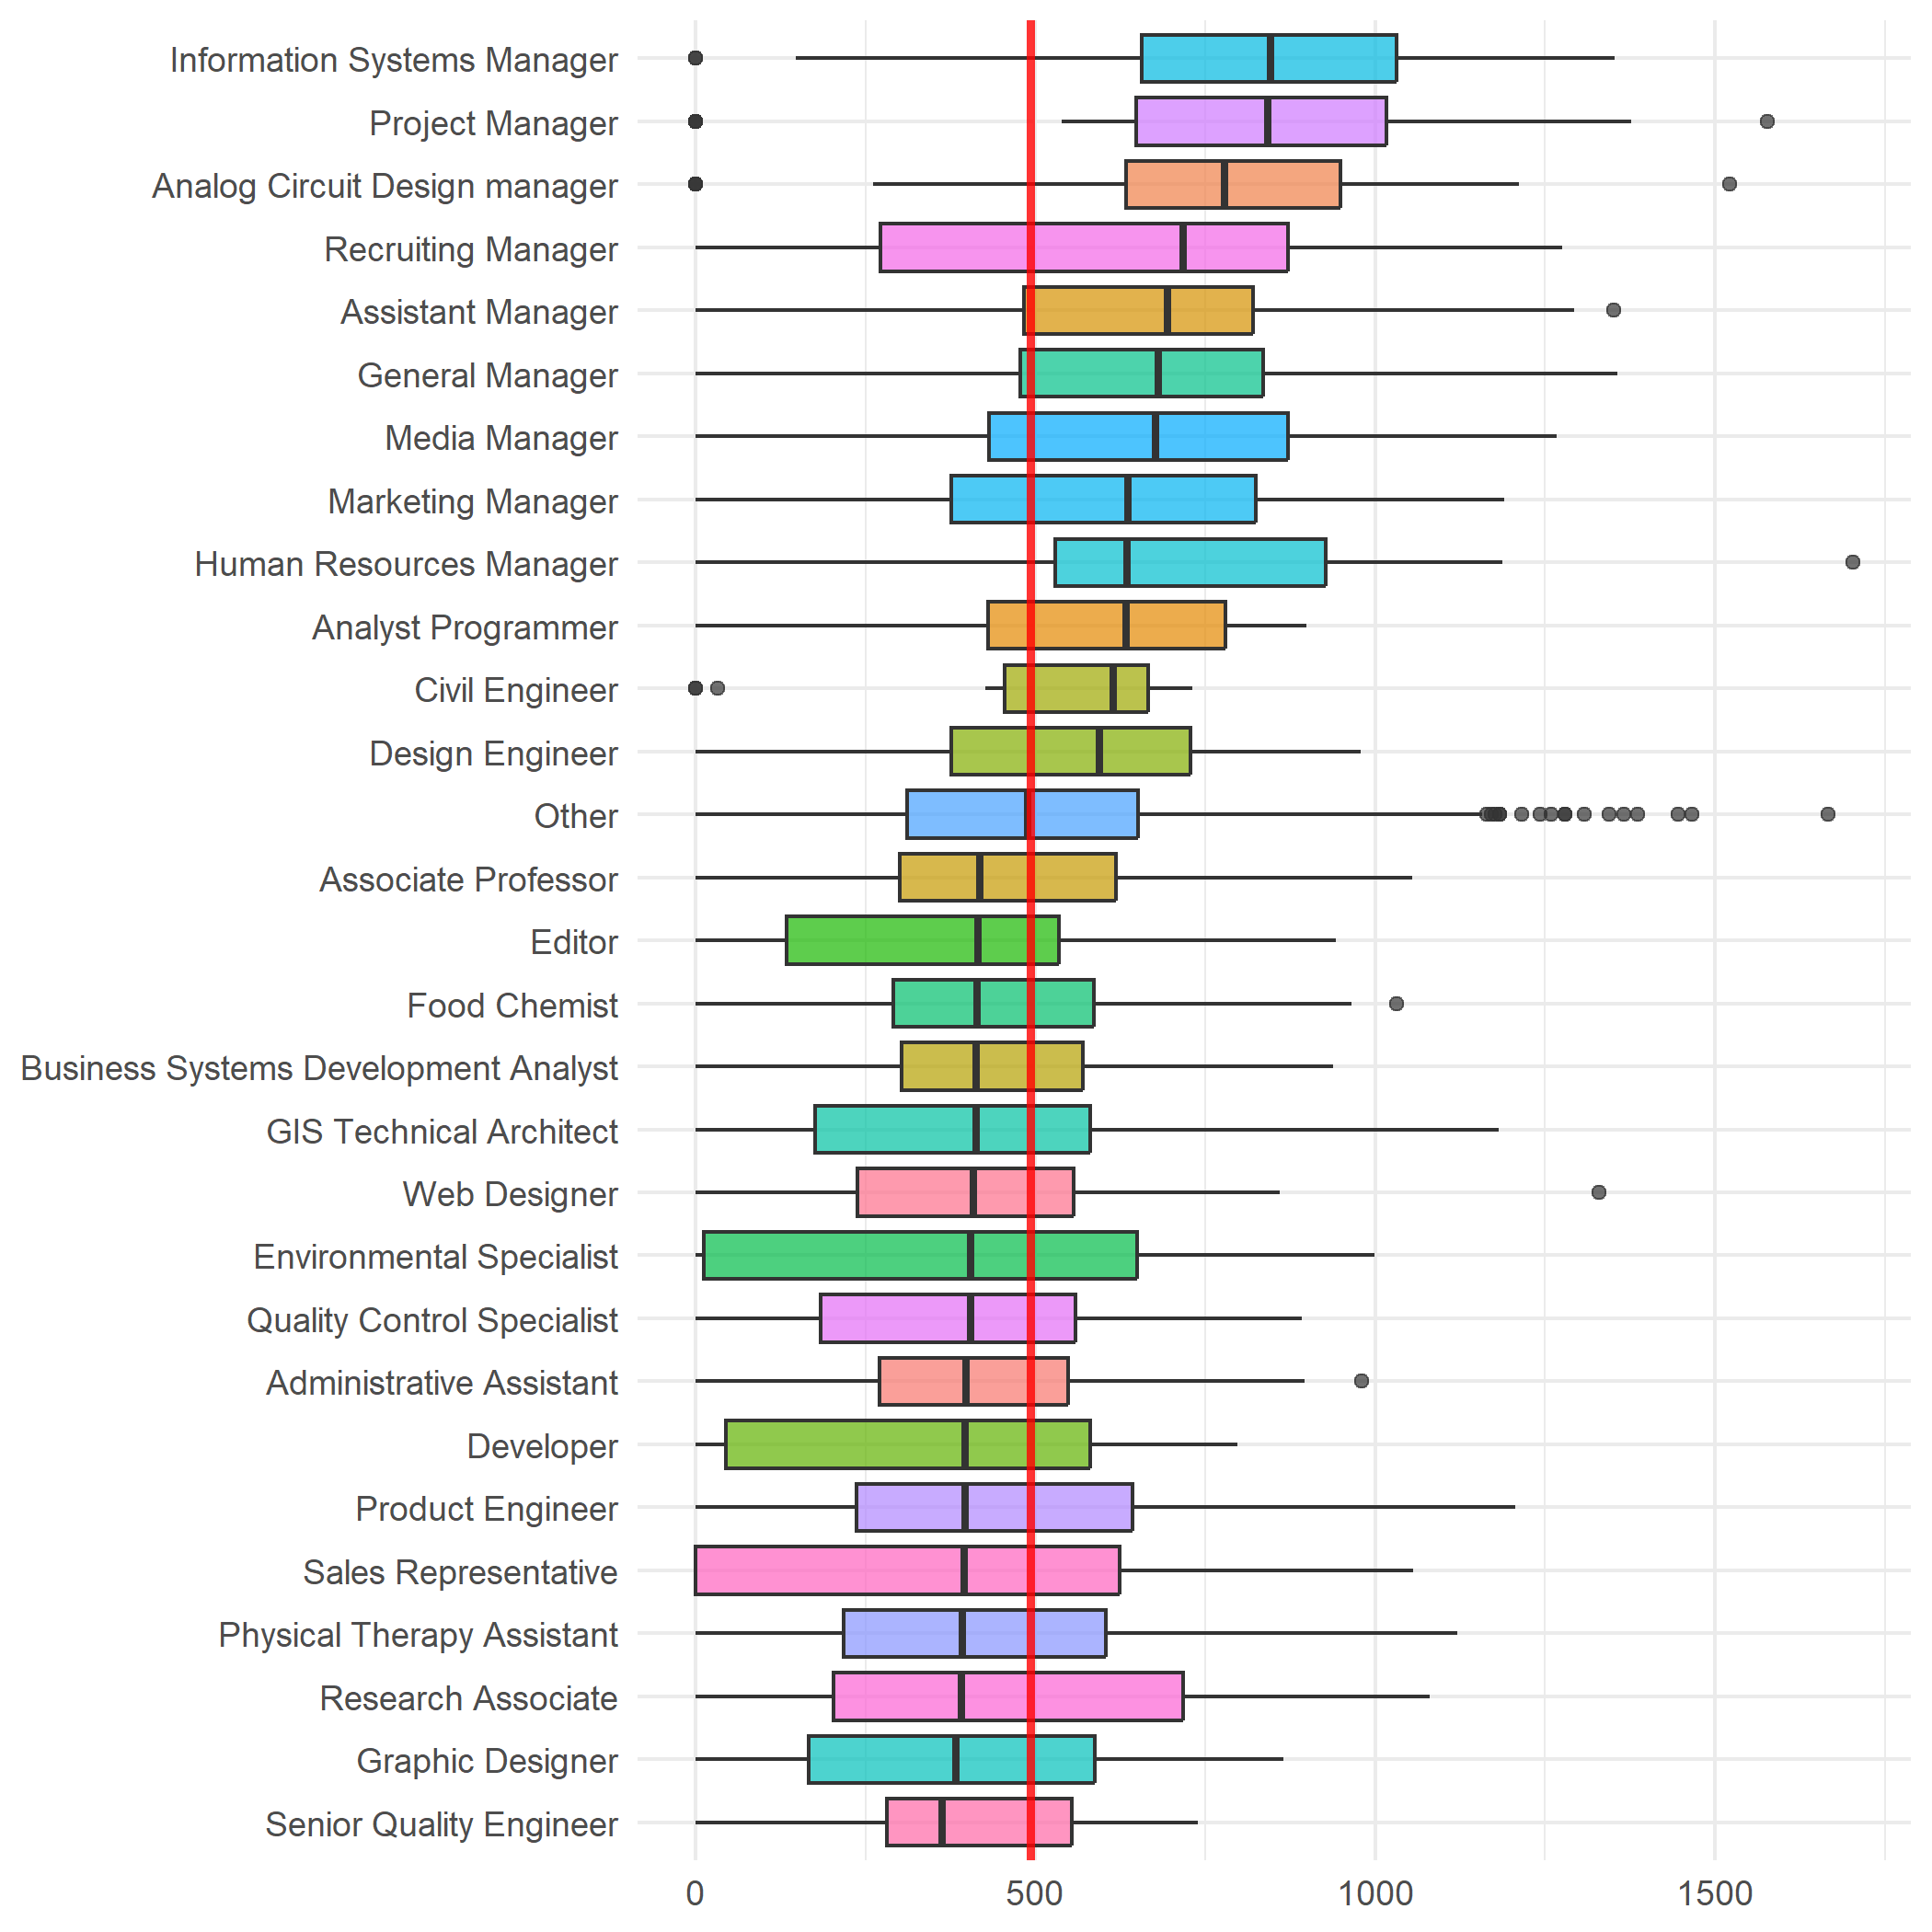 Information Systems Manager
Project Manager
Analog Circuit Design manager
Recruiting Manager
Assistant Manager
General Manager
Media Manager
Marketing Manager
Human Resources Manager
Analyst Programmer
Civil Engineer
Design Engineer
Other
Associate Professor
Editor
Food Chemist
Business Systems Development Analyst
GIS Technical Architect
Web Designer
Environmental Specialist
Quality Control Specialist
Administrative Assistant
Developer
Product Engineer
Sales Representative
Physical Therapy Assistant
Research Associate
Graphic Designer
Senior Quality Engineer
0 500 1000 1500